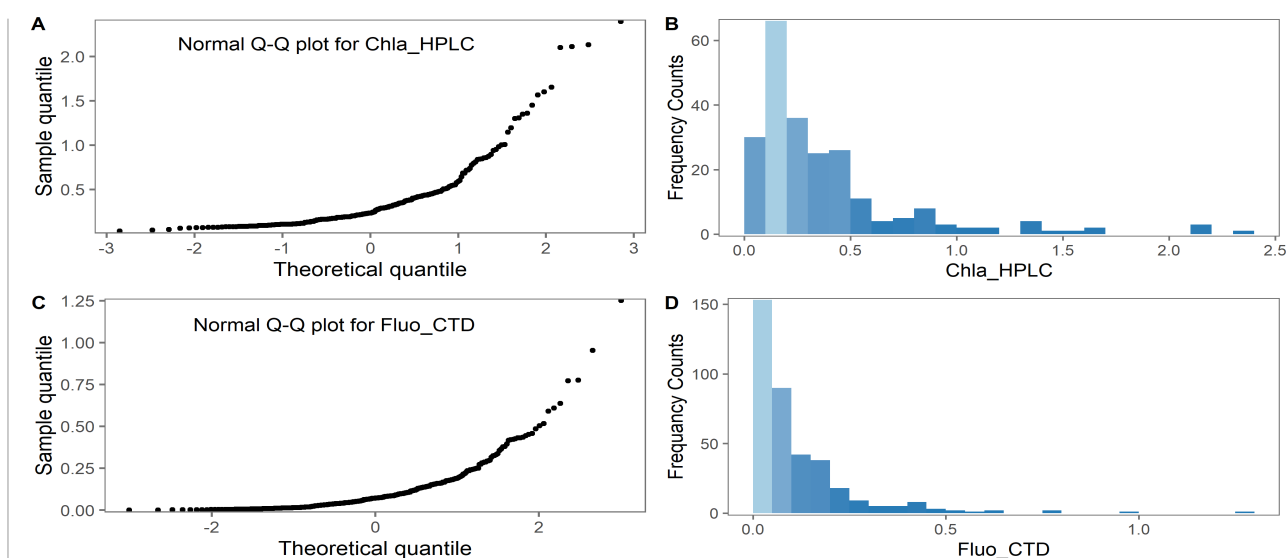 A
Normal Q-Q plot for Chla_HPLC
Sample quantile
2.0
1.5
1.0
0.5
-3 -2 -1 0 1 2 3
Theoretical quantile
B
Frequency Counts
60
40
20
0
0.0 0.5 1.0 1.5 2.0 2.5
Chla_HPLC
C
Normal Q-Q plot for Fluo_CTD
Sample quantile
1.25
1.00
0.75
0.50
0.25
0.00
-2 0 2
Theoretical quantile
D
Frequancy Counts
150
100
50
0
0.0 0.5 1.0
Fluo_CTD